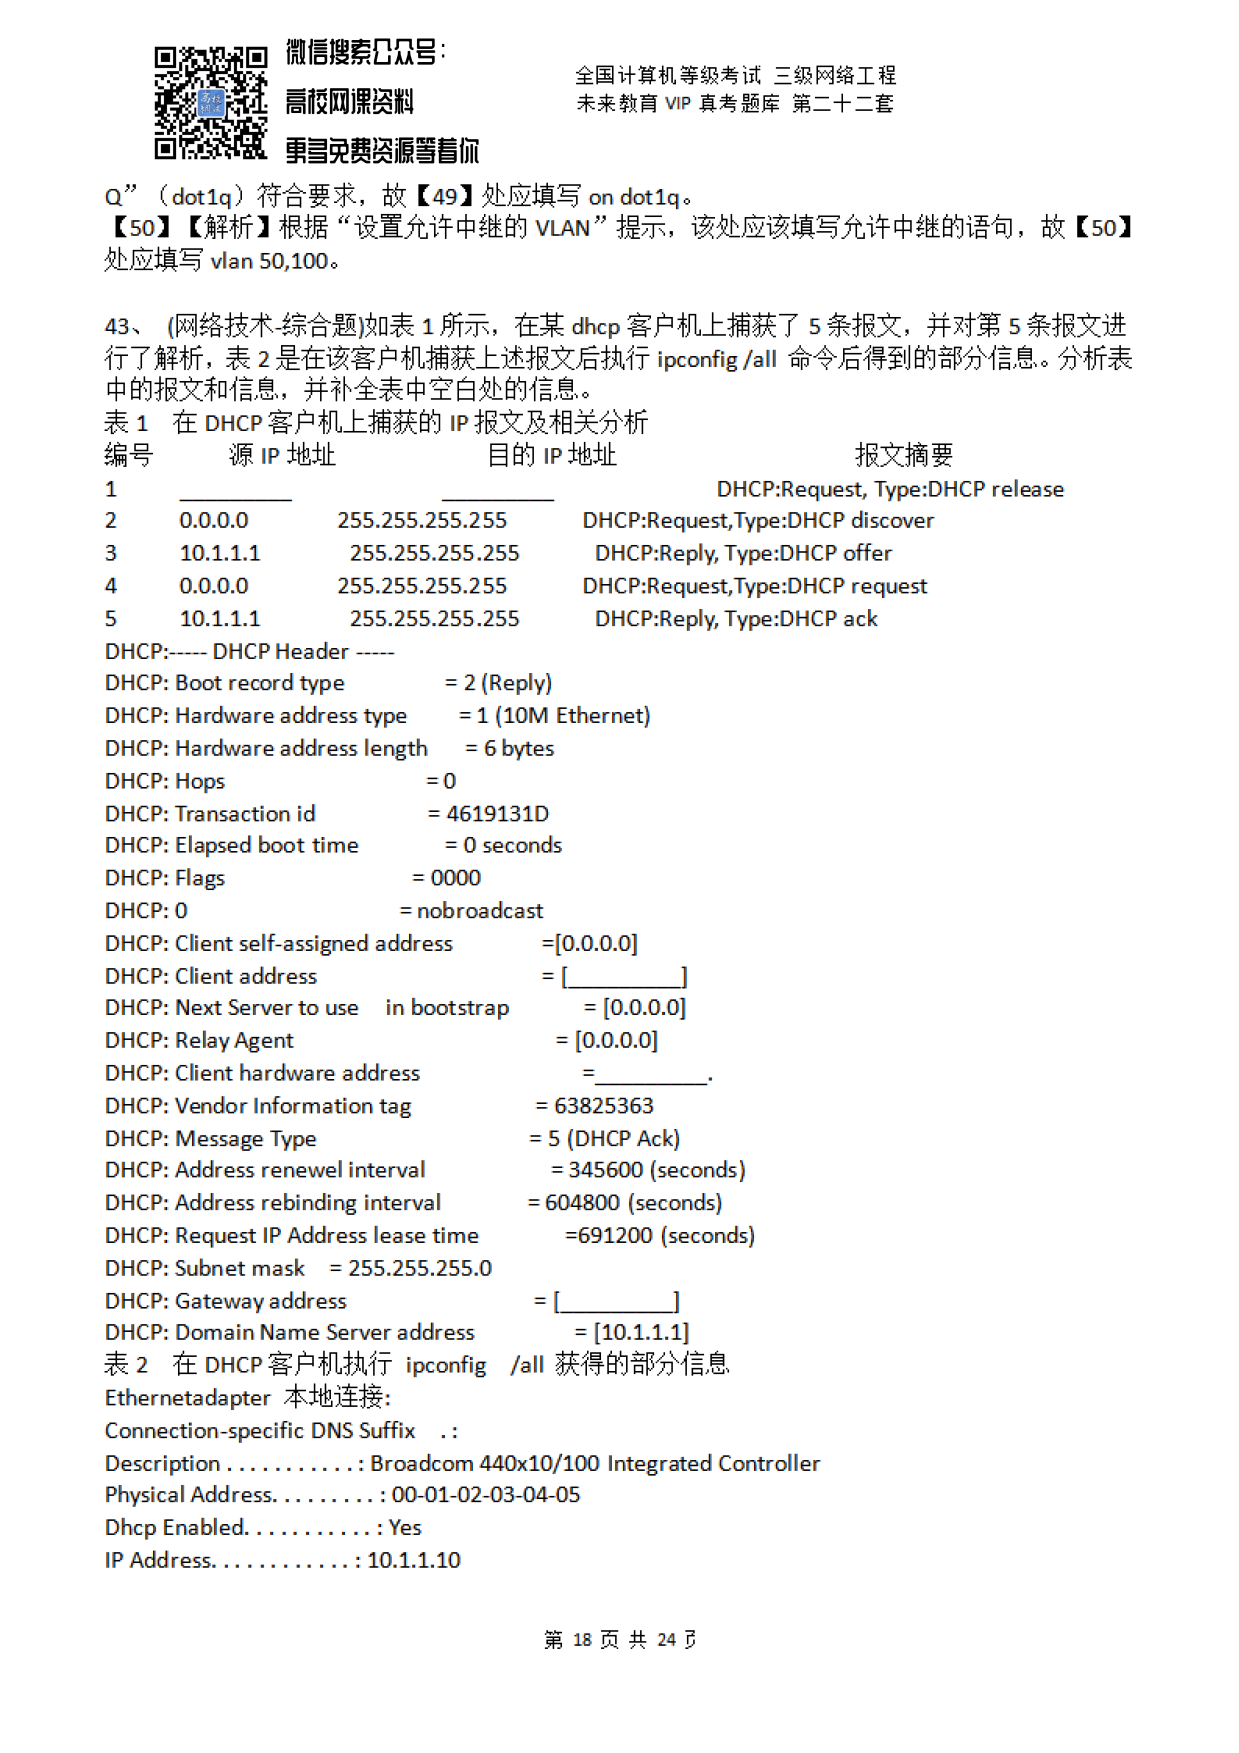 微信搜索公众号:
高校网课资料
更多免费资源等着你
全国计算机等级考试 三级网络工程
未来教育 VIP 真考题库 第二十二套
Q”（dot1q）符合要求，故【49】处应填写 on dot1q。
【50】【解析】根据“设置允许中继的 VLAN”提示，该处应该填写允许中继的语句，故【50】
处应填写 vlan 50,100。
43、 (网络技术-综合题)如表 1 所示，在某 dhcp 客户机上捕获了 5 条报文，并对第 5 条报文进
行了解析，表 2 是在该客户机捕获上述报文后执行 ipconfig /all 命令后得到的部分信息。分析表
中的报文和信息，并补全表中空白处的信息。
表 1 在 DHCP 客户机上捕获的 IP 报文及相关分析
编号 源 IP 地址 目的 IP 地址 报文摘要
1 _________ _________ DHCP:Request, Type:DHCP release
2 0.0.0.0 255.255.255.255 DHCP:Request,Type:DHCP discover
3 10.1.1.1 255.255.255.255 DHCP:Reply, Type:DHCP offer
4 0.0.0.0 255.255.255.255 DHCP:Request,Type:DHCP request
5 10.1.1.1 255.255.255.255 DHCP:Reply, Type:DHCP ack
DHCP:----- DHCP Header -----
DHCP: Boot record type = 2 (Reply)
DHCP: Hardware address type = 1 (10M Ethernet)
DHCP: Hardware address length = 6 bytes
DHCP: Hops = 0
DHCP: Transaction id = 4619131D
DHCP: Elapsed boot time = 0 seconds
DHCP: Flags = 0000
DHCP: 0 = nobroadcast
DHCP: Client self-assigned address =[0.0.0.0]
DHCP: Client address = [_________]
DHCP: Next Server to use in bootstrap = [0.0.0.0]
DHCP: Relay Agent = [0.0.0.0]
DHCP: Client hardware address =_________.
DHCP: Vendor Information tag = 63825363
DHCP: Message Type = 5 (DHCP Ack)
DHCP: Address renewel interval = 345600 (seconds)
DHCP: Address rebinding interval = 604800 (seconds)
DHCP: Request IP Address lease time =691200 (seconds)
DHCP: Subnet mask = 255.255.255.0
DHCP: Gateway address = [_________]
DHCP: Domain Name Server address = [10.1.1.1]
表 2 在 DHCP 客户机执行 ipconfig /all 获得的部分信息
Ethernetadapter 本地连接:
Connection-specific DNS Suffix . :
Description . . . . . . . . . . . : Broadcom 440x10/100 Integrated Controller
Physical Address. . . . . . . . . : 00-01-02-03-04-05
Dhcp Enabled. . . . . . . . . . . : Yes
IP Address. . . . . . . . . . . . : 10.1.1.10
第 18 页 共 24 页